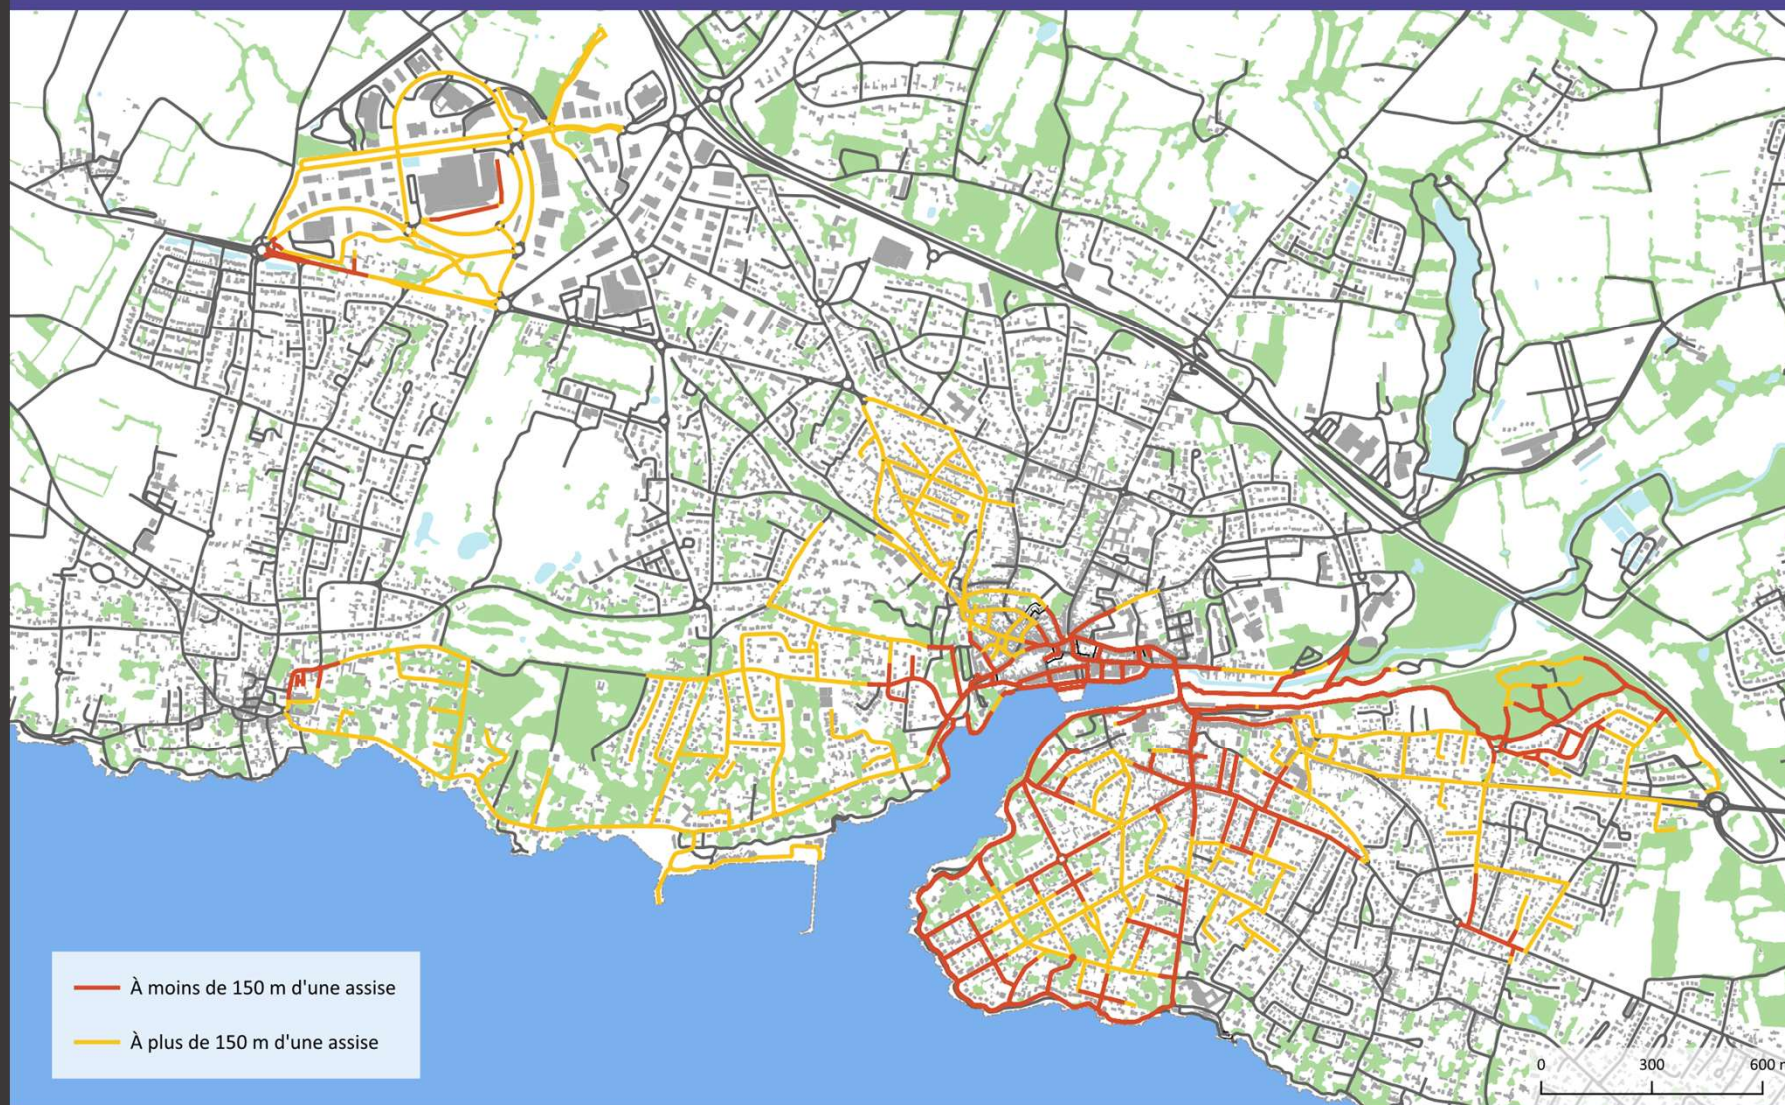 À moins de 150 m d'une assise
À plus de 150 m d'une assise
0 300 600 m